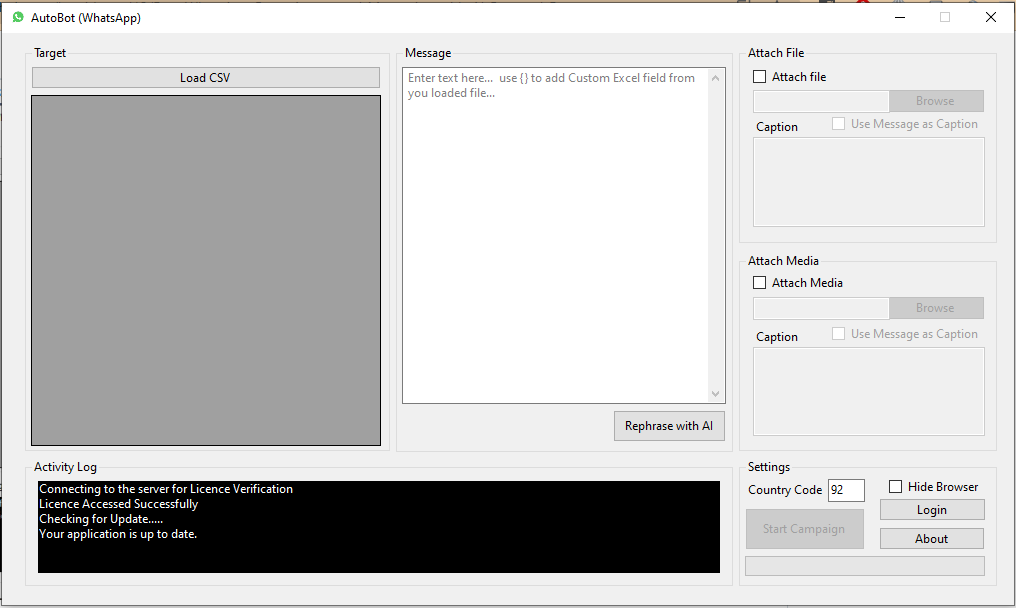 AutoBot (WhatsApp)
Target
Load CSV
Message
Enter text here... use {} to add Custom Excel field from
you loaded file...
Rephrase with AI
Attach File
Attach file
Browse
Caption
Use Message as Caption
Attach Media
Attach Media
Browse
Caption
Use Message as Caption
Activity Log
Connecting to the server for Licence Verification
Licence Accessed Successfully
Checking for Update.....
Your application is up to date.
Settings
Country Code 92
Hide Browser
Login
Start Campaign
About